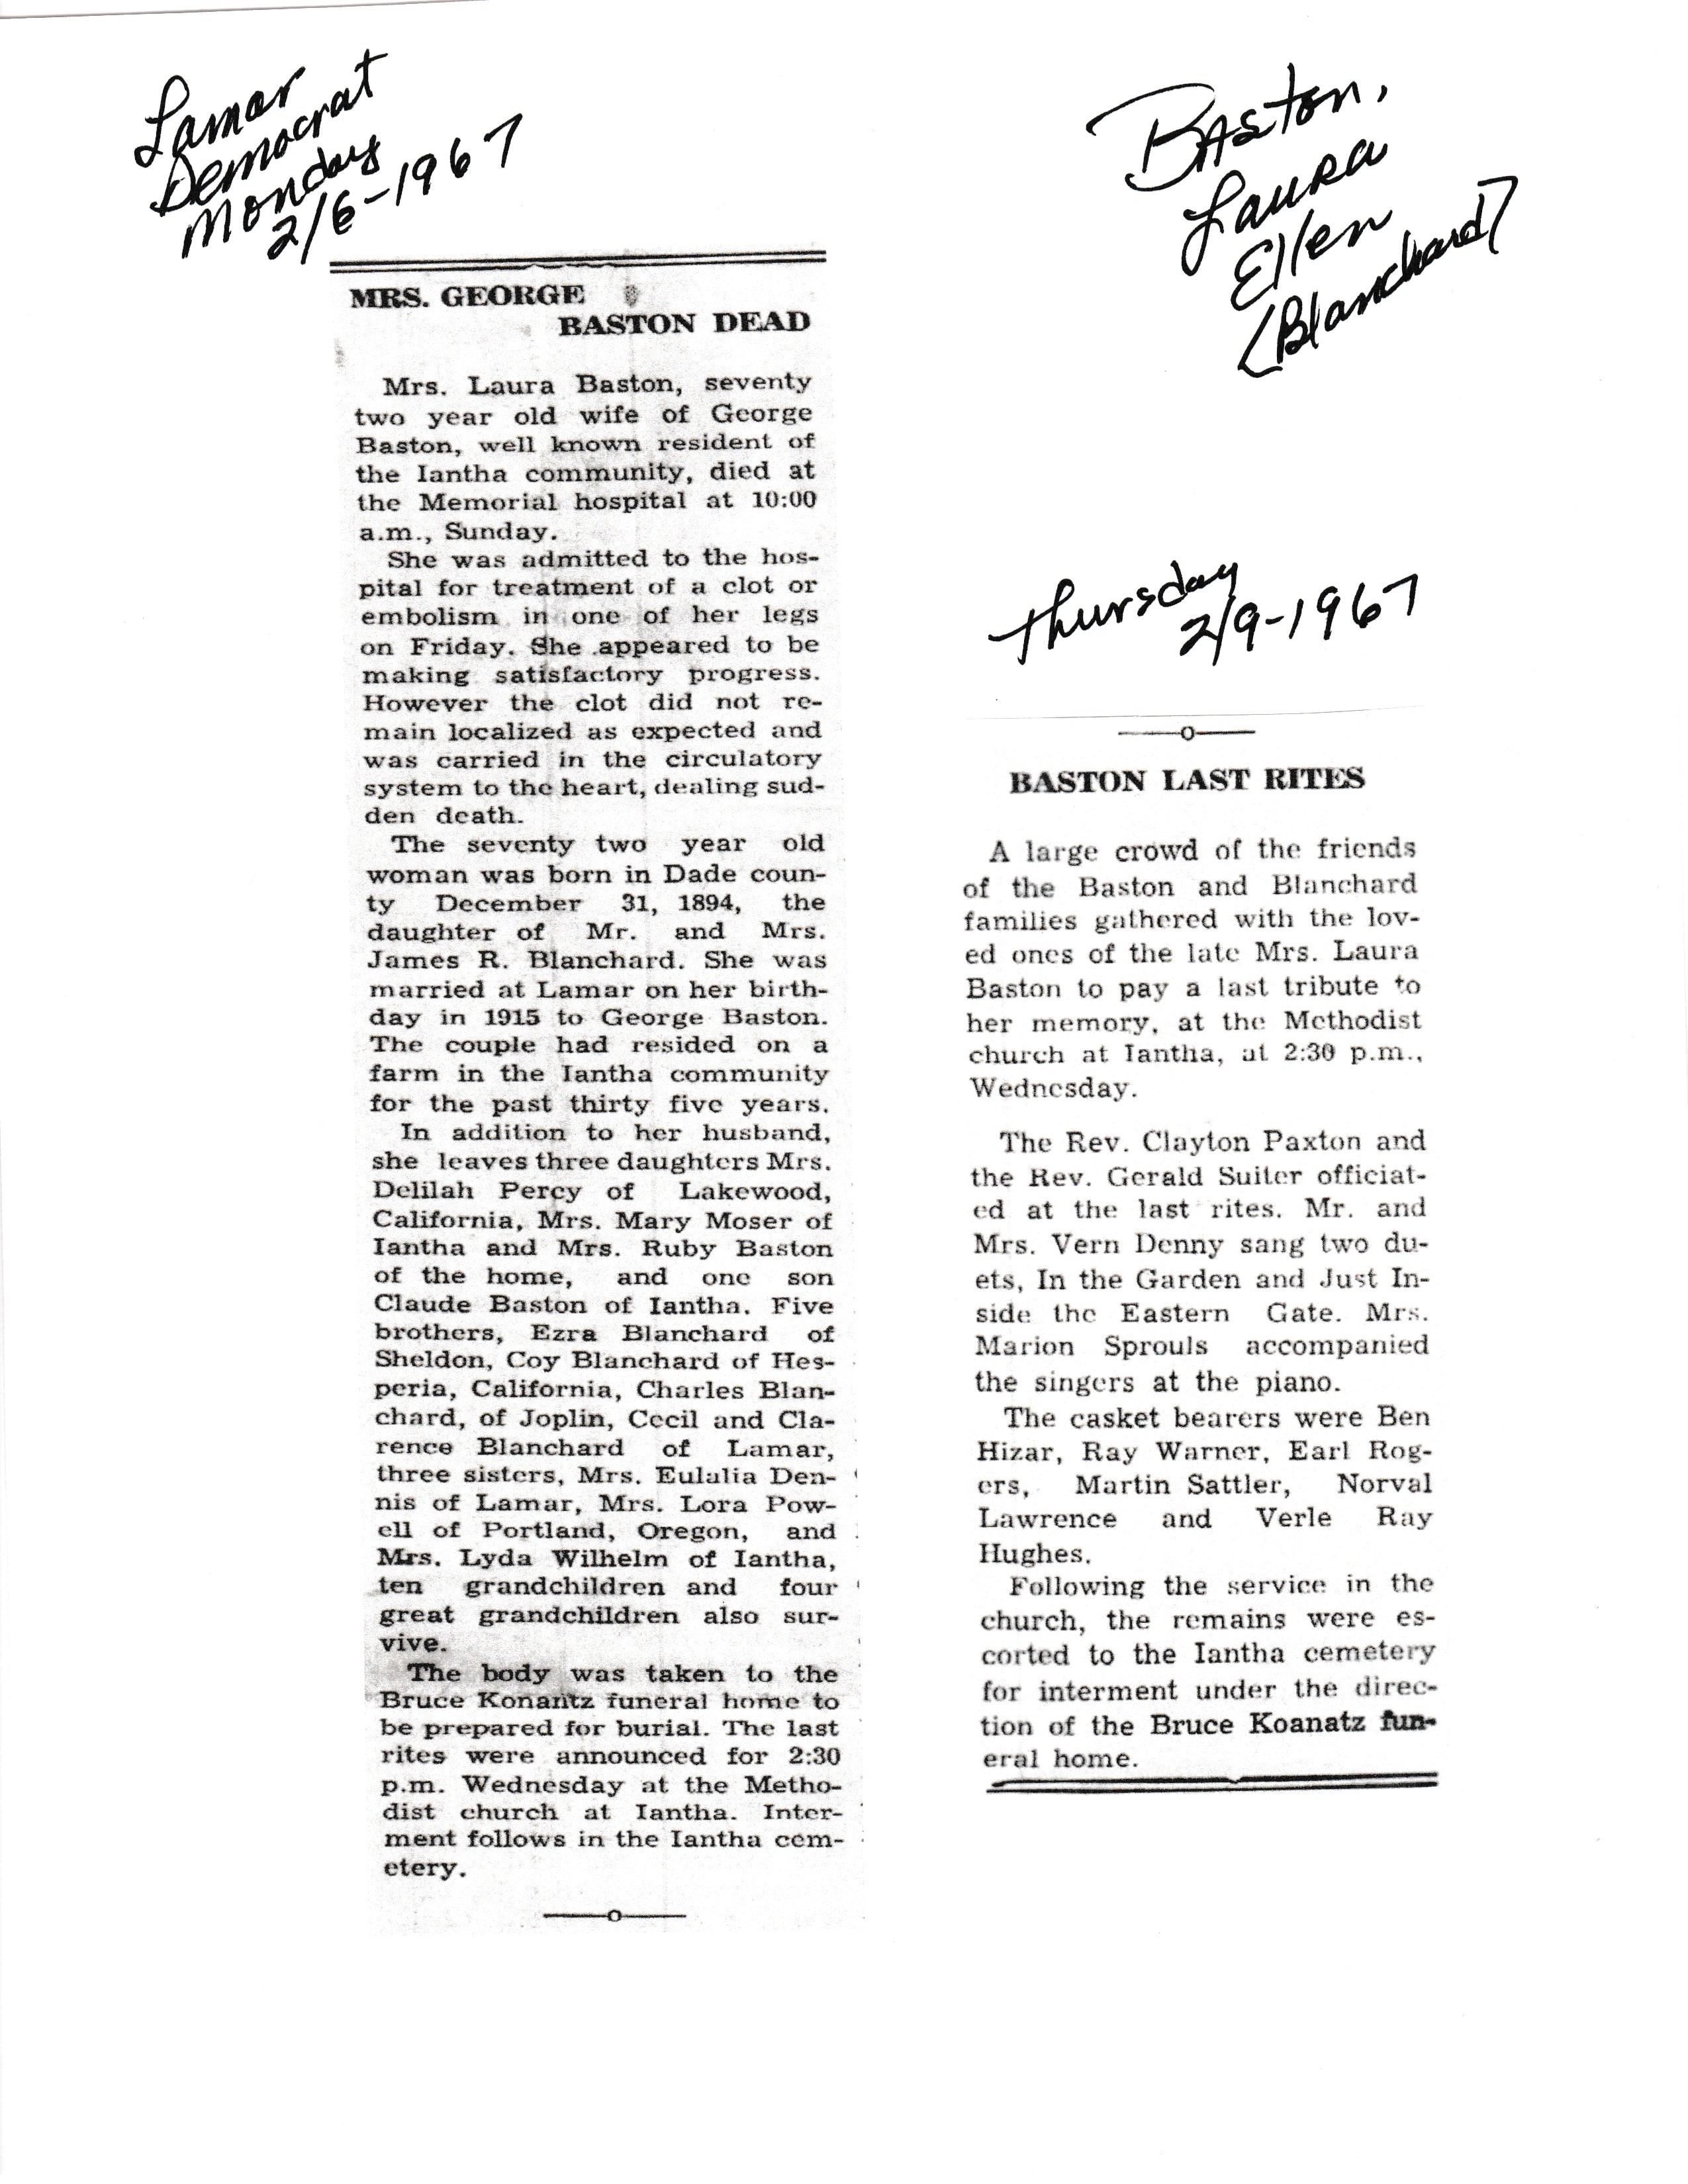 Lamar
Democrat
Monday
2/6-1967
MRS. GEORGE
BASTON DEAD
Mrs. Laura Baston, seventy
two year old wife of George
Baston, well known resident of
the Iantha community, died at
the Memorial hospital at 10:00
a.m., Sunday.
She was admitted to the hos-
pital for treatment of a clot or
embolism in one of her legs
on Friday. She appeared to be
making satisfactory progress.
However the clot did not re-
main localized as expected and
was carried in the circulatory
system to the heart, dealing sud-
den death.
The seventy two year old
woman was born in Dade coun-
ty December 31, 1894, the
daughter of Mr. and Mrs.
James R. Blanchard. She was
married at Lamar on her birth-
day in 1915 to George Baston.
The couple had resided on a
farm in the Iantha community
for the past thirty five years.
In addition to her husband,
she leaves three daughters Mrs.
Delilah Percy of Lakewood,
California, Mrs. Mary Moser of
Iantha and Mrs. Ruby Baston
of the home, and one son
Claude Baston of Iantha. Five
brothers, Ezra Blanchard of
Sheldon, Coy Blanchard of Hes-
peria, California, Charles Blan-
chard, of Joplin, Cecil and Cla-
rence Blanchard of Lamar,
three sisters, Mrs. Eulalia Den-
nis of Lamar, Mrs. Lora Pow-
ell of Portland, Oregon, and
Mrs. Lyda Wilhelm of Iantha,
ten grandchildren and four
great grandchildren also sur-
vive.
The body was taken to the
Bruce Konantz funeral home to
be prepared for burial. The last
rites were announced for 2:30
p.m. Wednesday at the Metho-
dist church at Iantha. Inter-
ment follows in the Iantha cem-
etery.
Baston,
Laura
Ellen
(Blanchard)
Thursday
2/9-1967
BASTON LAST RITES
A large crowd of the friends
of the Baston and Blanchard
families gathered with the lov-
ed ones of the late Mrs. Laura
Baston to pay a last tribute to
her memory, at the Methodist
church at Iantha, at 2:30 p.m.,
Wednesday.
The Rev. Clayton Paxton and
the Rev. Gerald Suiter officiat-
ed at the last rites. Mr. and
Mrs. Vern Denny sang two du-
ets, In the Garden and Just In-
side the Eastern Gate. Mrs.
Marion Sprouls accompanied
the singers at the piano.
The casket bearers were Ben
Hizar, Ray Warner, Earl Rog-
ers, Martin Sattler, Norval
Lawrence and Verle Ray
Hughes.
Following the service in the
church, the remains were es-
corted to the Iantha cemetery
for interment under the direc-
tion of the Bruce Koanatz fun-
eral home.